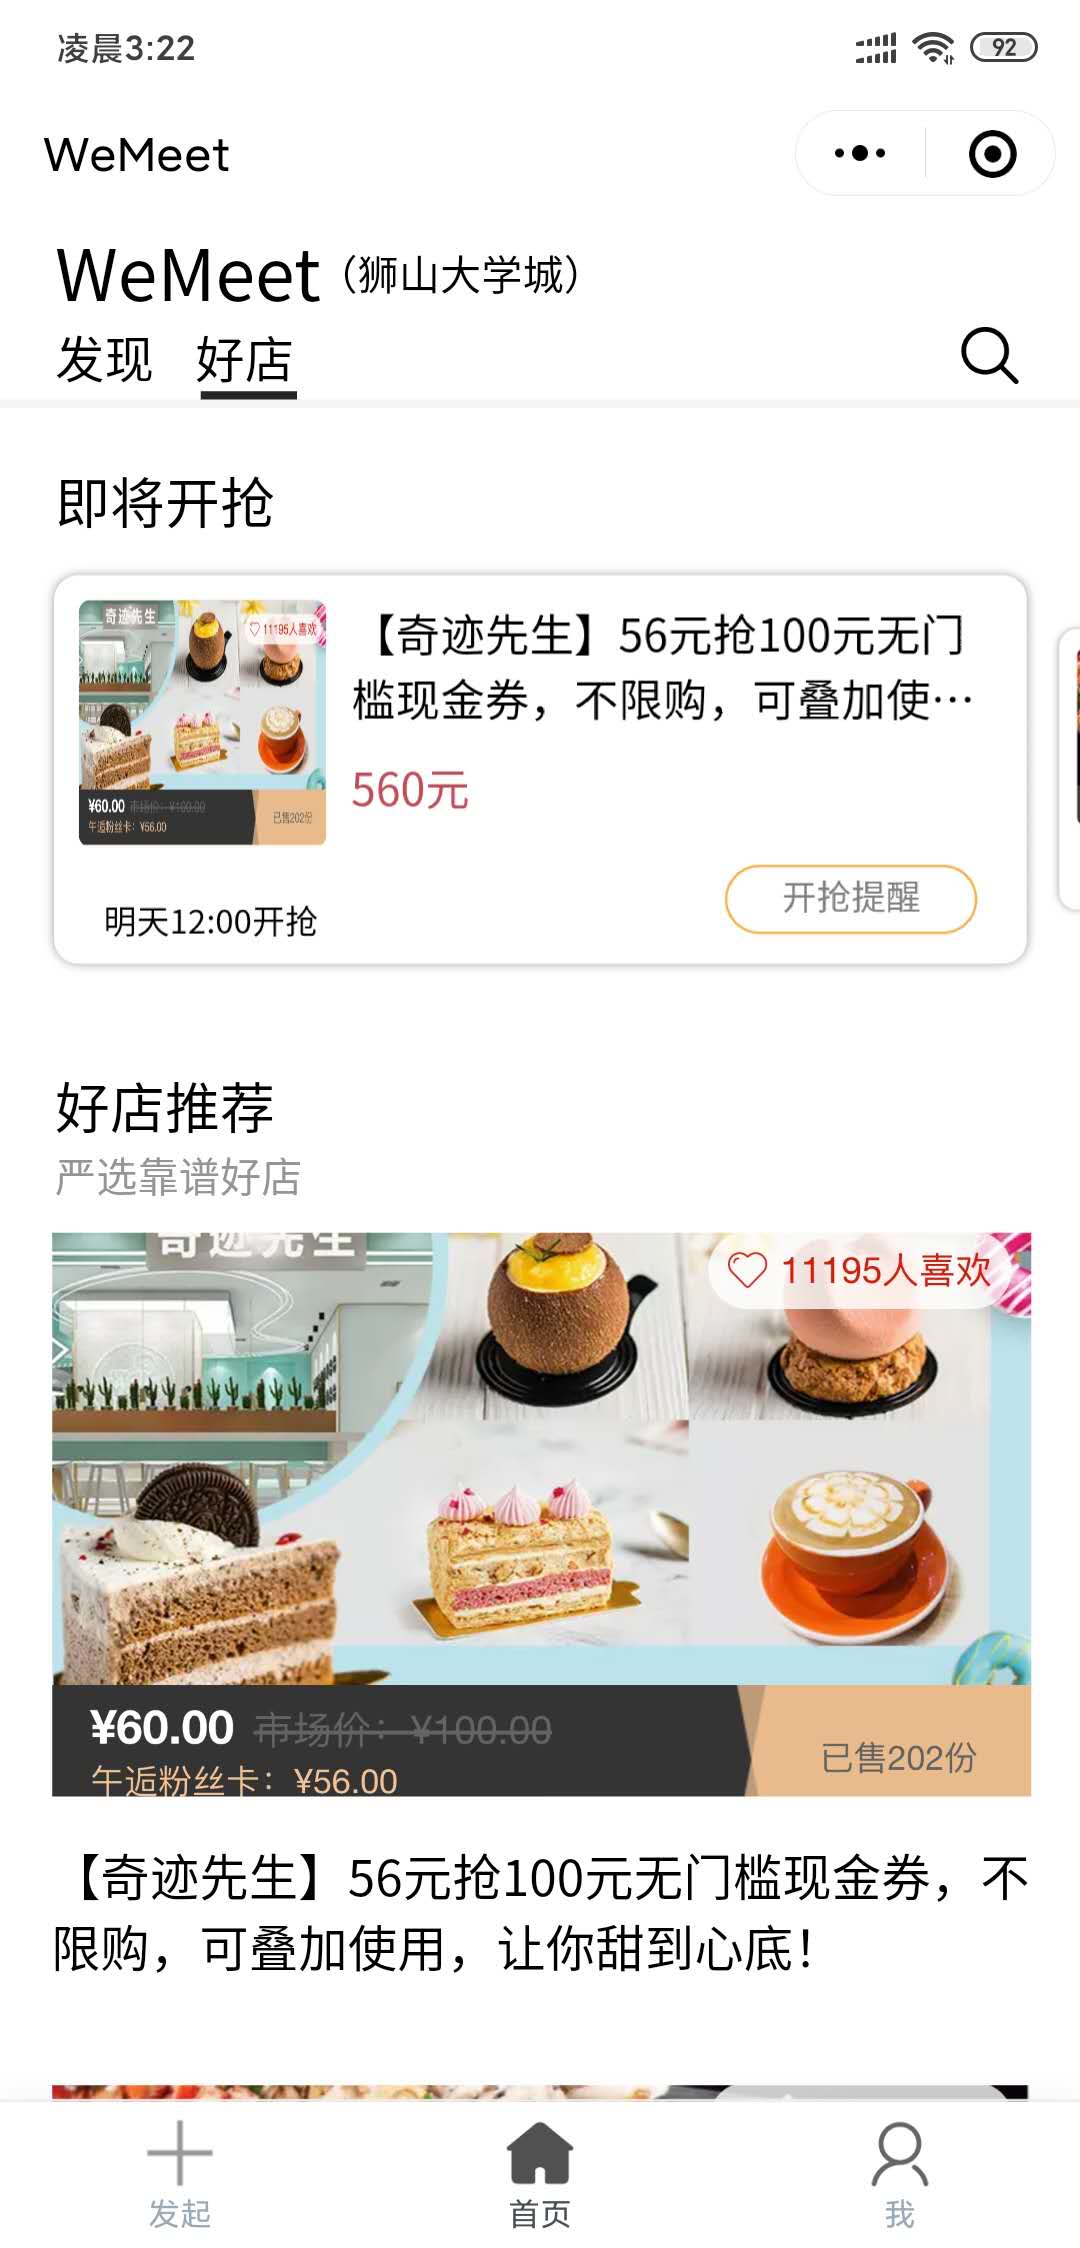 凌晨3:22
92
WeMeet
WeMeet（狮山大学城）
发现 好店
即将开抢
奇迹先生
11195人喜欢
¥60.00 市场价：¥100.00
午逅粉丝卡：¥56.00
已售202份
【奇迹先生】56元抢100元无门
槛现金券，不限购，可叠加使…
560元
明天12:00开抢
开抢提醒
好店推荐
严选靠谱好店
奇迹先生
11195人喜欢
¥60.00 市场价：¥100.00
午逅粉丝卡：¥56.00
已售202份
【奇迹先生】56元抢100元无门槛现金券，不
限购，可叠加使用，让你甜到心底！
发起
首页
我